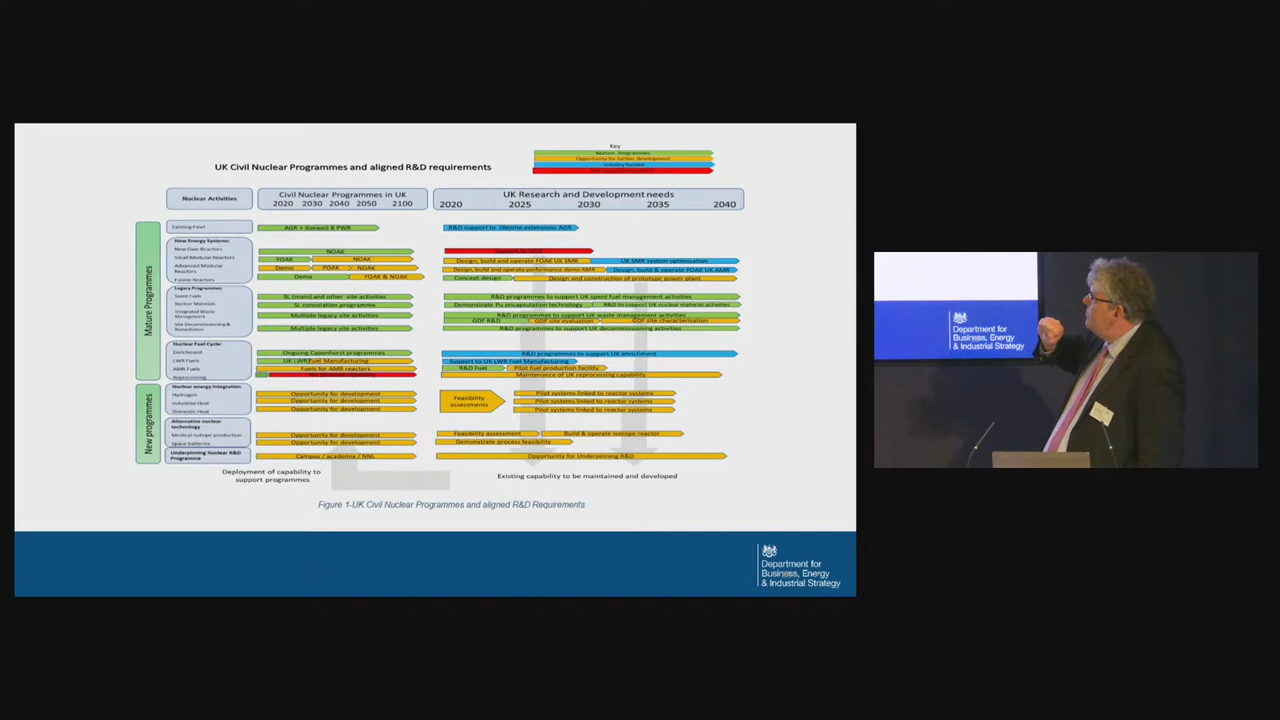 UK Civil Nuclear Programmes and aligned R&D requirements
Key
Mature Programmes
Opportunity for further development
Industry funded
Nuclear Activities
Civil Nuclear Programmes in UK
2020 2030 2040 2050 2100
UK Research and Development needs
2020 2025 2030 2035 2040
Mature Programmes
Existing Fleet
AGR + Sizewell B PWR
R&D support to lifetime extensions AGR
New Energy Systems:
New Gen Reactors
NOAK
Small Modular Reactors
FOAK NOAK
Design, build and operate FOAK UK SMR
UK SMR system optimisation
Advanced Modular
Reactors
Demo FOAK NOAK
Design, build and operate performance demo AMR
Design, build & operate FOAK UK AMR
Fusion Reactors
Demo FOAK & NOAK
Concept design
Design and construction of prototype power plant
Legacy Programmes
Spent Fuels
SL (main) and other site activities
R&D programmes to support UK spent fuel management activities
Nuclear Materials
SL consolation programme
Demonstrate Pu encapsulation technology
R&D to support UK nuclear material activities
Integrated Waste
Management
Multiple legacy site activities
R&D programmes to support UK waste management activities
GDF R&D GDF site evaluation GDF site characterisation
Site Decommissioning &
Remediation
Multiple legacy site activities
R&D programmes to support UK decommissioning activities
Nuclear Fuel Cycle:
Enrichment
Ongoing Capenhurst programmes
R&D programmes to support UK enrichment
LWR Fuels
UK LWR Fuel Manufacturing
Support to UK LWR Fuel Manufacturing
AMR Fuels
Fuels for AMR reactors
R&D Fuel
Pilot fuel production facility
Reprocessing
Maintenance of UK reprocessing capability
New programmes
Nuclear energy integration
Hydrogen
Opportunity for development
Feasibility
assessments
Pilot systems linked to reactor systems
Industrial Heat
Opportunity for development
Pilot systems linked to reactor systems
Domestic Heat
Opportunity for development
Pilot systems linked to reactor systems
Alternative nuclear
technology
Medical isotope production
Opportunity for development
Feasibility assessment
Build & operate isotope reactor
Space batteries
Opportunity for development
Demonstrate process feasibility
Underpinning Nuclear R&D
Programme
Campus / academia / NNL
Opportunity for Underpinning R&D
Deployment of capability to
support programmes
Existing capability to be maintained and developed
Figure 1-UK Civil Nuclear Programmes and aligned R&D Requirements
Department for
Business, Energy
& Industrial Strategy
Department for
Business, Energy
& Industrial Strategy